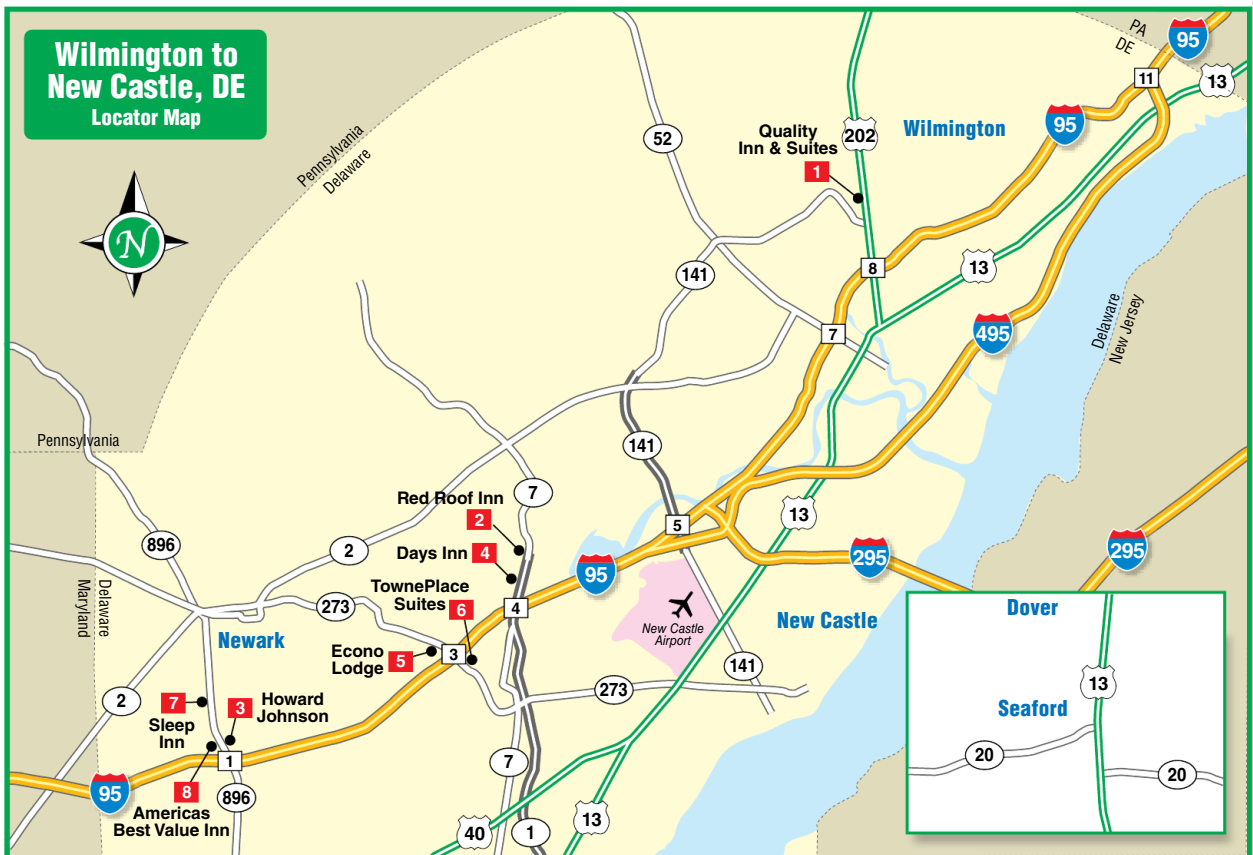 Wilmington to
New Castle, DE
Locator Map
N
Pennsylvania
Delaware
52
Quality
Inn & Suites
1
202
Wilmington
95
PA
DE
95
11
13
141
8
13
7
495
Delaware
New Jersey
Pennsylvania
141
Red Roof Inn
2
7
5
13
896
2
Days Inn
4
95
295
295
Maryland
Delaware
TownePlace
Suites
6
4
273
Newark
Econo
Lodge
5
3
New Castle
Airport
New Castle
141
273
2
7
Sleep
Inn
3
Howard
Johnson
1
95
8
Americas
Best Value Inn
896
7
40
1
13
Dover
13
Seaford
20
20